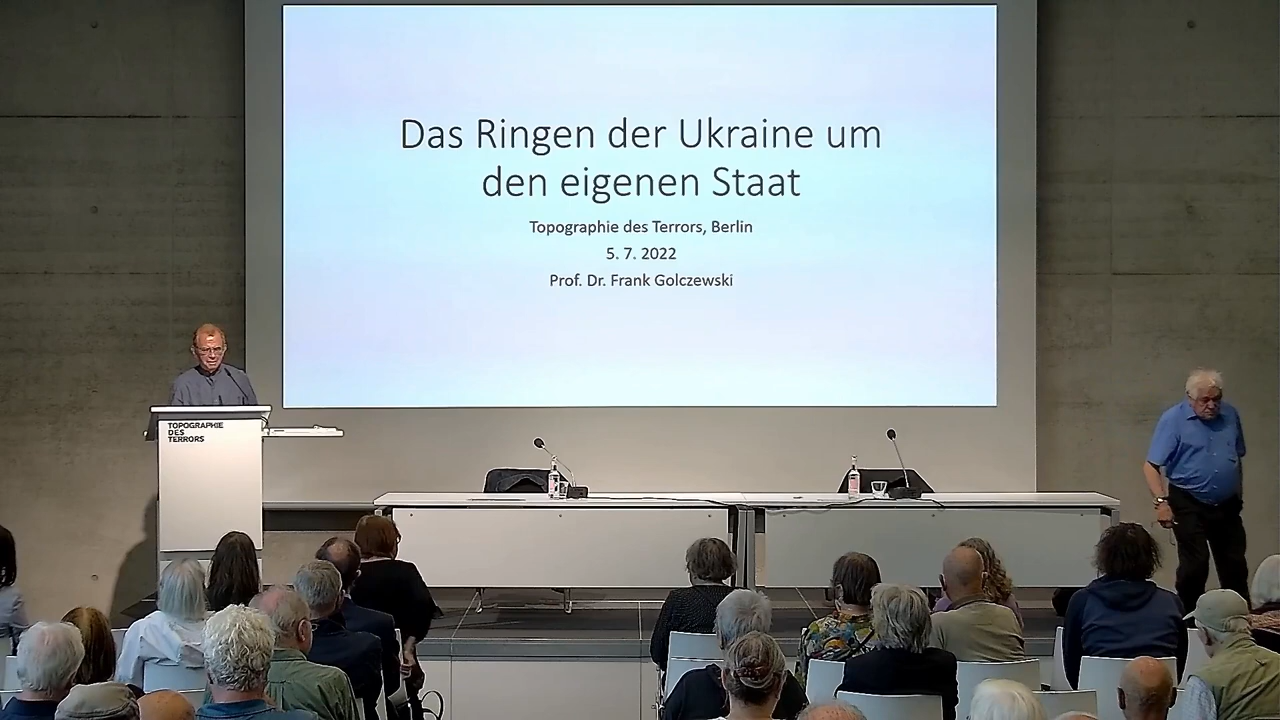 Das Ringen der Ukraine um
den eigenen Staat
Topographie des Terrors, Berlin
5. 7. 2022
Prof. Dr. Frank Golczewski
TOPOGRAPHIE
DES
TERRORS